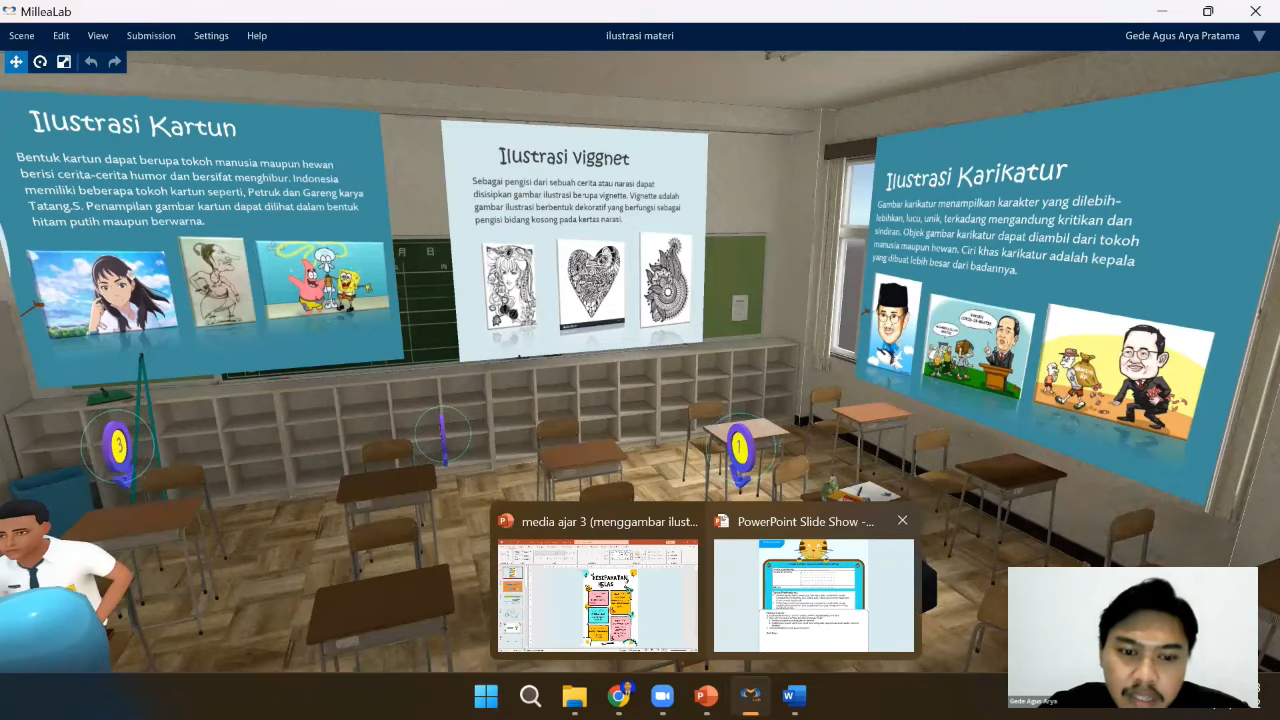 MilleaLab
Scene Edit View Submission Settings Help
ilustrasi materi
Gede Agus Arya Pratama
Ilustrasi Kartun
Bentuk kartun dapat berupa tokoh manusia maupun hewan
berisi cerita-cerita humor dan bersifat menghibur. Indonesia
memiliki beberapa tokoh kartun seperti, Petruk dan Gareng karya
Tatang.S. Penampilan gambar kartun dapat dilihat dalam bentuk
hitam putih maupun berwarna.
Ilustrasi Viggnet
Sebagai pengisi dari sebuah cerita atau narasi dapat
disisipkan gambar ilustrasi berupa vignette. Vignette adalah
gambar ilustrasi berbentuk dekoratif yang berfungsi sebagai
pengisi bidang kosong pada kertas narasi.
Ilustrasi Karikatur
Gambar karikatur menampilkan karakter yang dilebih-
lebihkan, lucu, unik, terkadang mengandung kritikan dan
sindiran. Objek gambar karikatur dapat diambil dari tokoh
manusia maupun hewan. Ciri khas karikatur adalah kepala
yang dibuat lebih besar dari badannya.
月 日
3
1
media ajar 3 (menggambar ilust...
PowerPoint Slide Show -...
KESEPAKATAN
KELAS
Gede Agus Arya